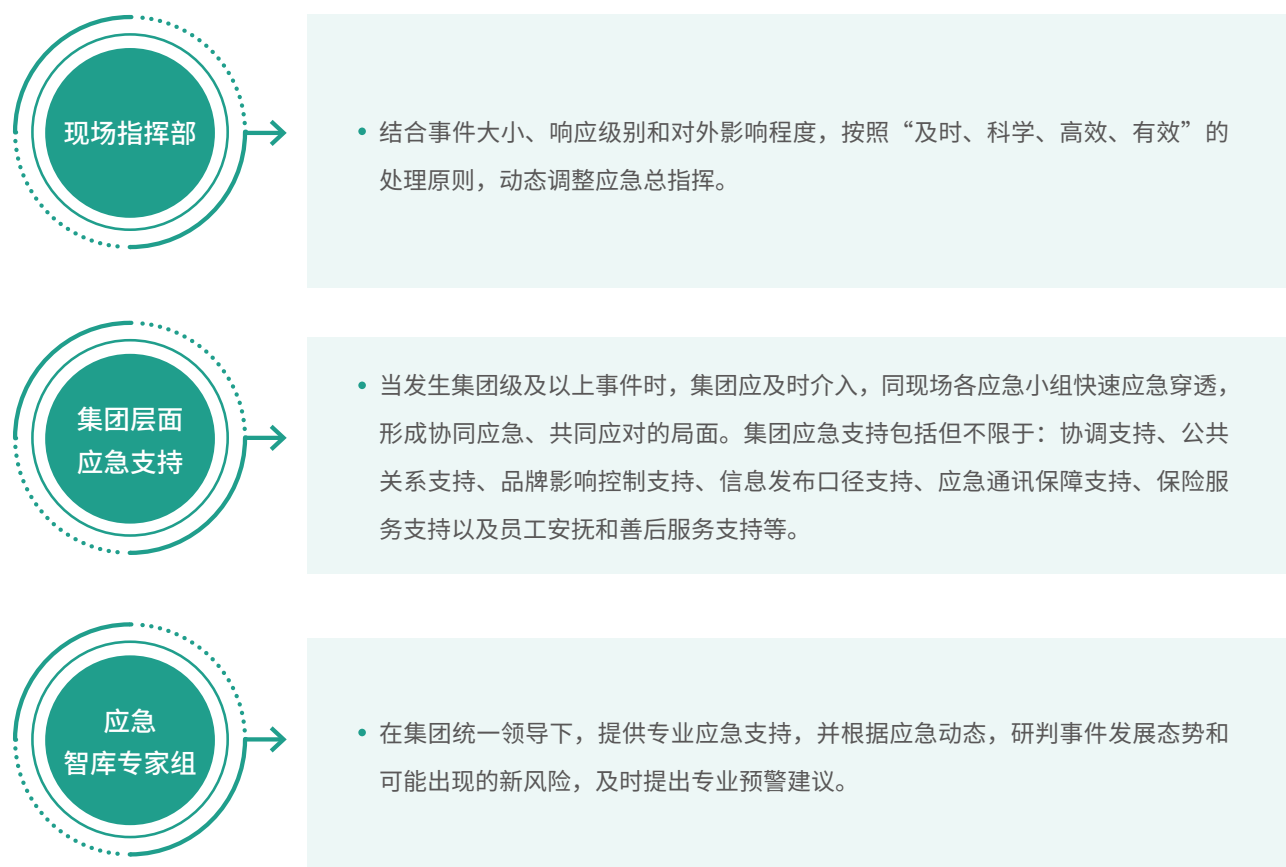 现场指挥部
• 结合事件大小、响应级别和对外影响程度，按照“及时、科学、高效、有效”的
处理原则，动态调整应急总指挥。
集团层面
应急支持
• 当发生集团级及以上事件时，集团应及时介入，同现场各应急小组快速应急穿透，
形成协同应急、共同应对的局面。集团应急支持包括但不限于：协调支持、公共
关系支持、品牌影响控制支持、信息发布口径支持、应急通讯保障支持、保险服
务支持以及员工安抚和善后服务支持等。
应急
智库专家组
• 在集团统一领导下，提供专业应急支持，并根据应急动态，研判事件发展态势和
可能出现的新风险，及时提出专业预警建议。